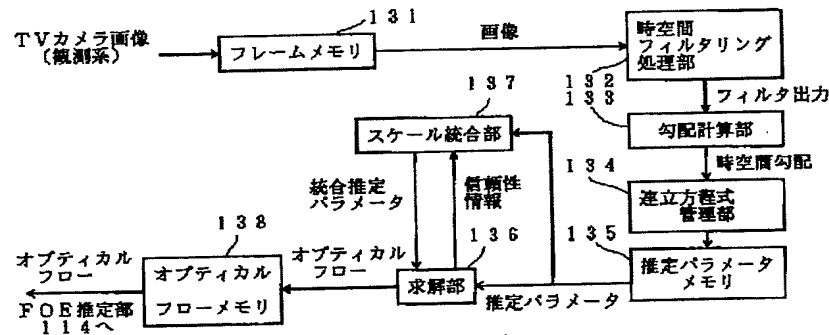 131
TVカメラ画像
(観測系)
フレームメモリ
画像
時空間
フィルタリング
処理部
132
133
フィルタ出力
137
スケール統合部
勾配計算部
時空間勾配
134
統合推定
パラメータ
信頼性
情報
連立方程式
管理部
138
136
135
オプティカル
フロー
オプティカル
フローメモリ
オプティカル
フロー
求解部
推定パラメータ
推定パラメータ
メモリ
FOE推定部
114へ